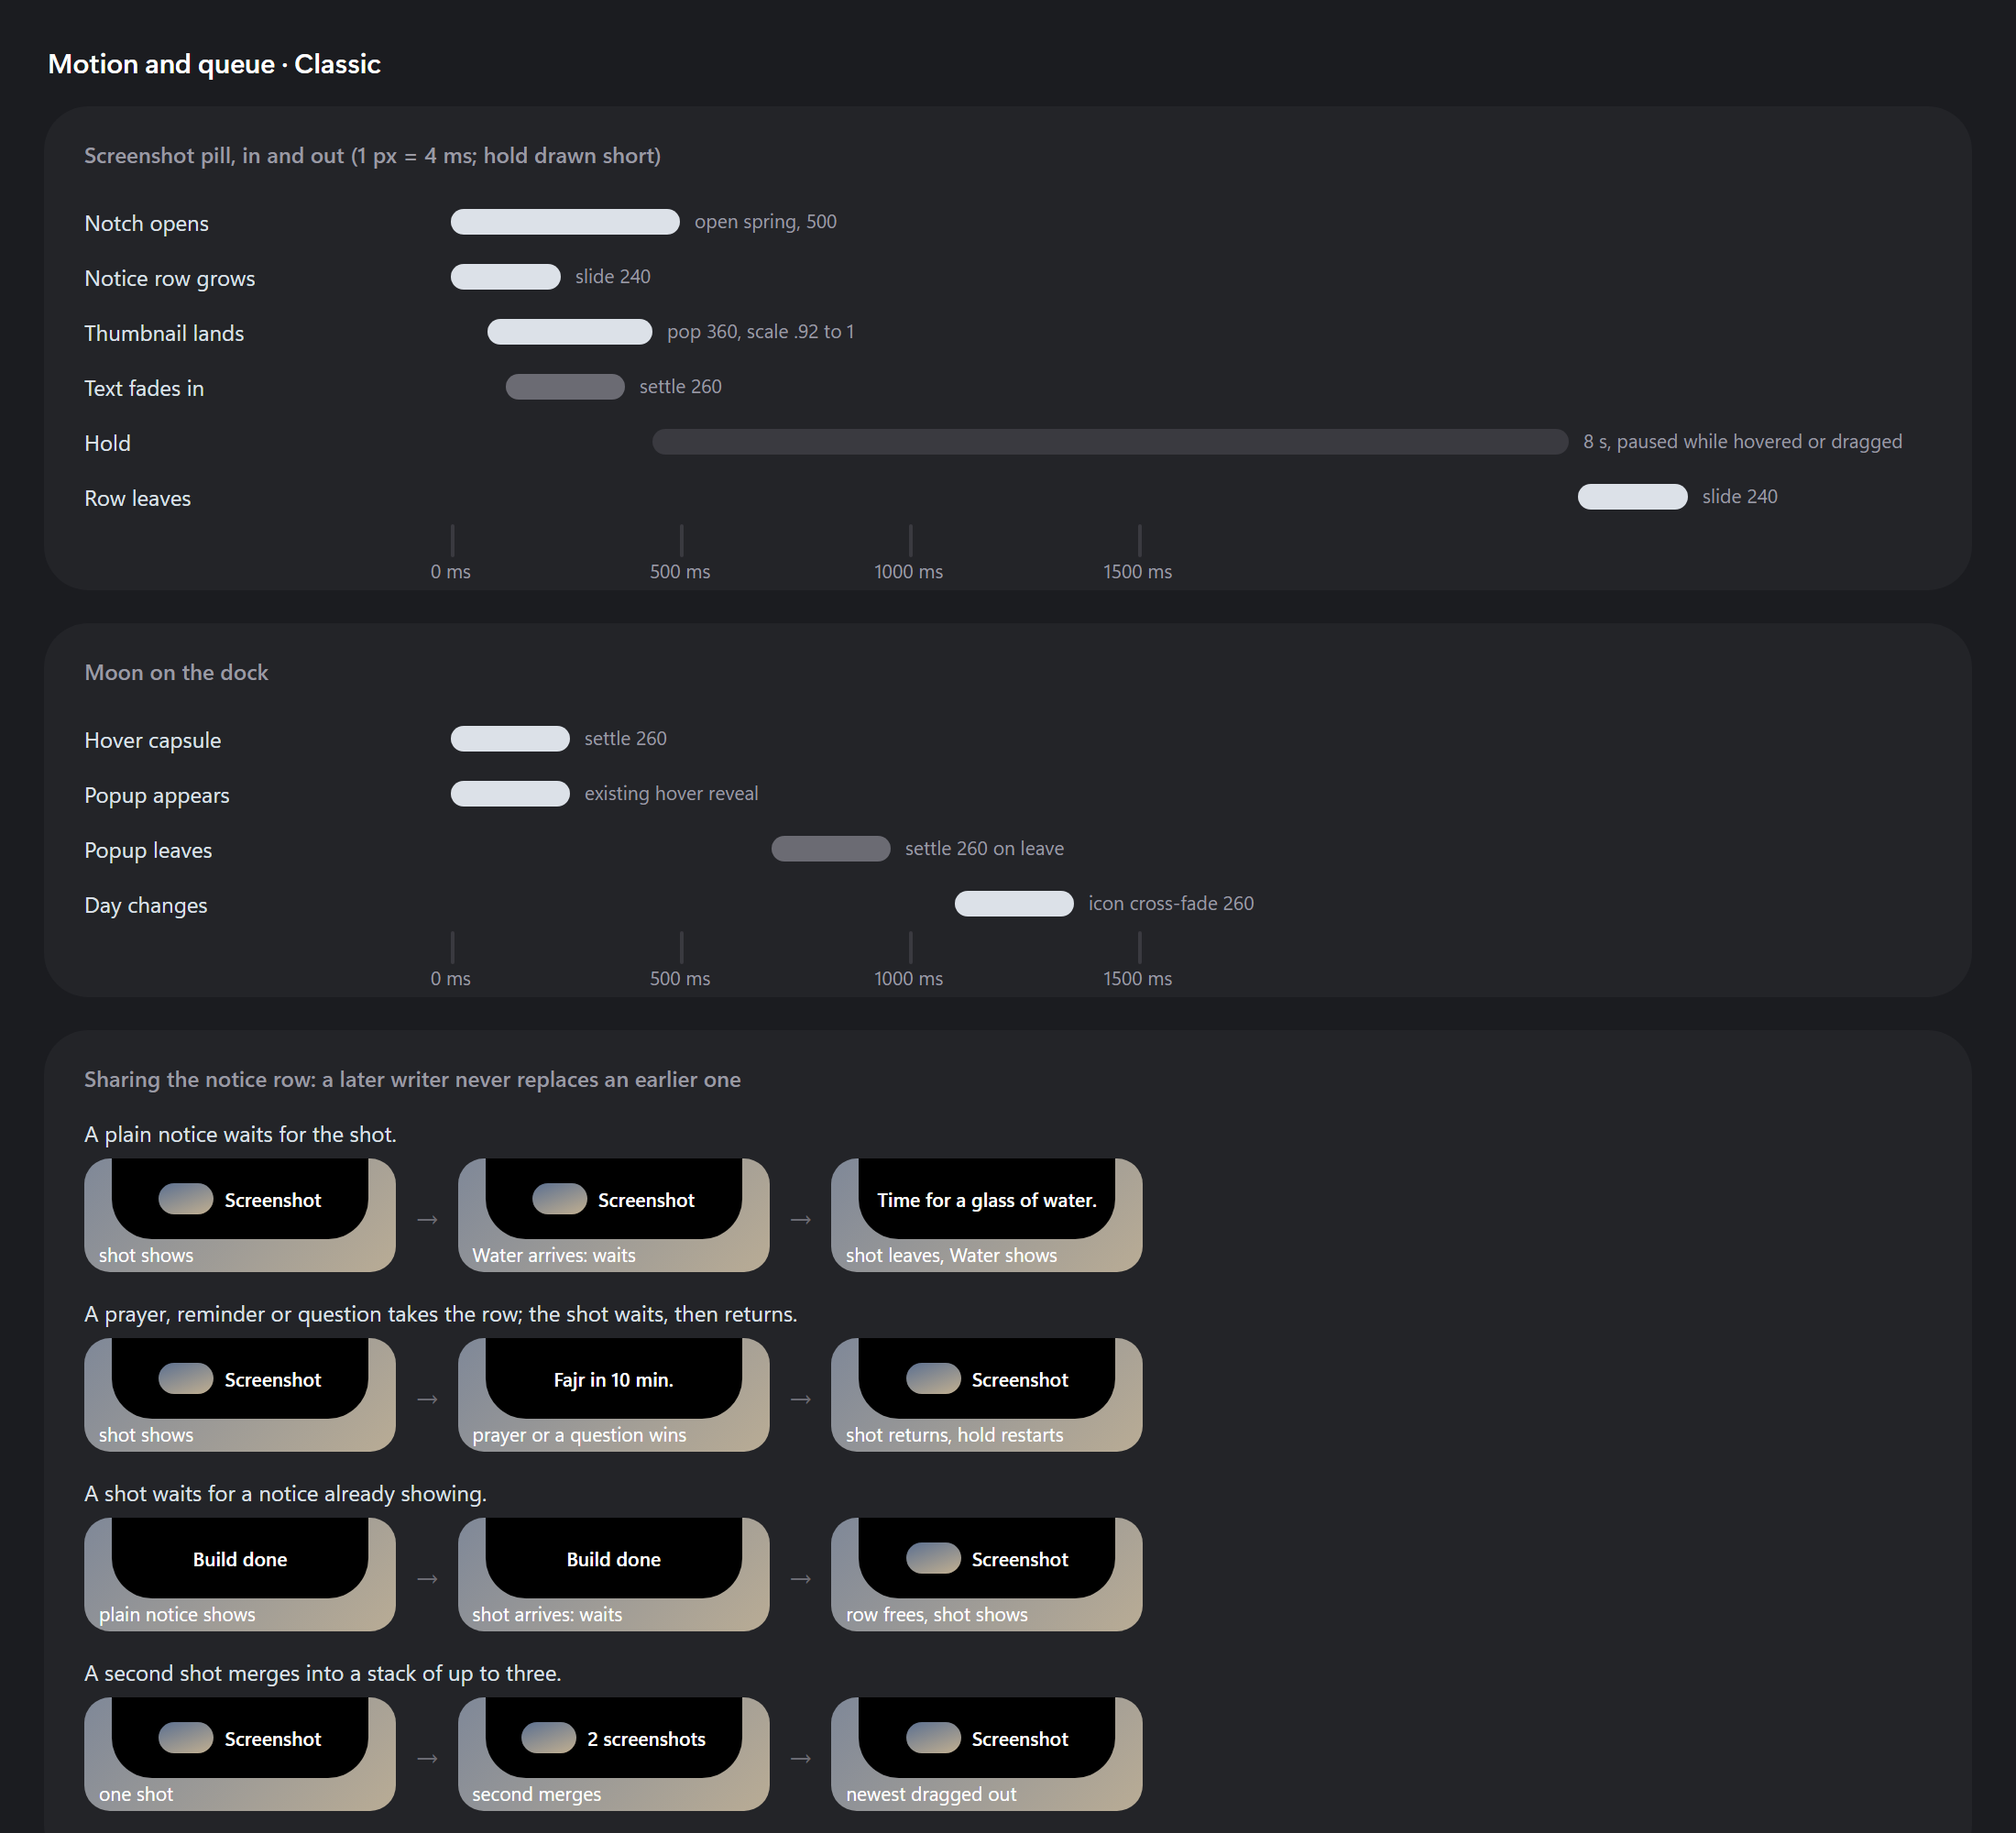 Motion and queue · Classic
Screenshot pill, in and out (1 px = 4 ms; hold drawn short)
Notch opens
open spring, 500
Notice row grows
slide 240
Thumbnail lands
pop 360, scale .92 to 1
Text fades in
settle 260
Hold
8 s, paused while hovered or dragged
Row leaves
slide 240
0 ms
500 ms
1000 ms
1500 ms
Moon on the dock
Hover capsule
settle 260
Popup appears
existing hover reveal
Popup leaves
settle 260 on leave
Day changes
icon cross-fade 260
0 ms
500 ms
1000 ms
1500 ms
Sharing the notice row: a later writer never replaces an earlier one
A plain notice waits for the shot.
Screenshot
shot shows
→
Screenshot
Water arrives: waits
→
Time for a glass of water.
shot leaves, Water shows
A prayer, reminder or question takes the row; the shot waits, then returns.
Screenshot
shot shows
→
Fajr in 10 min.
prayer or a question wins
→
Screenshot
shot returns, hold restarts
A shot waits for a notice already showing.
Build done
plain notice shows
→
Build done
shot arrives: waits
→
Screenshot
row frees, shot shows
A second shot merges into a stack of up to three.
Screenshot
one shot
→
2 screenshots
second merges
→
Screenshot
newest dragged out